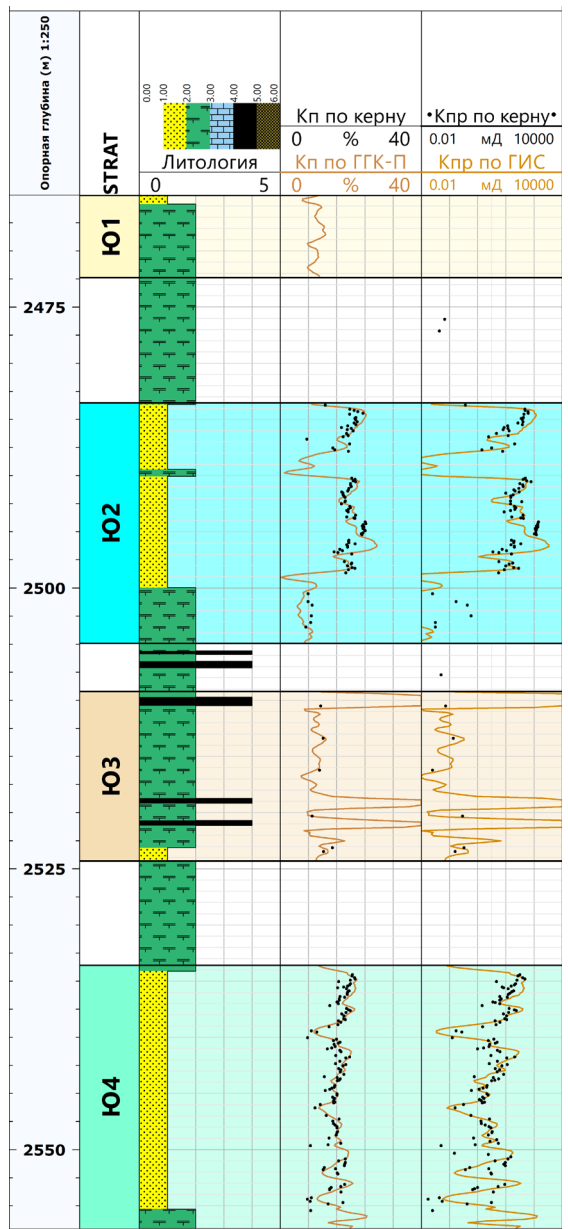 Опорная глубина (м) 1:250
STRAT
0.00 1.00 2.00 3.00 4.00 5.00 6.00
Литология
0 5
Кп по керну
0 % 40
Кп по ГГК-П
0 % 40
•Кпр по керну•
0.01 мД 10000
Кпр по ГИС
0.01 мД 10000
Ю1
2475
Ю2
2500
Ю3
2525
Ю4
2550